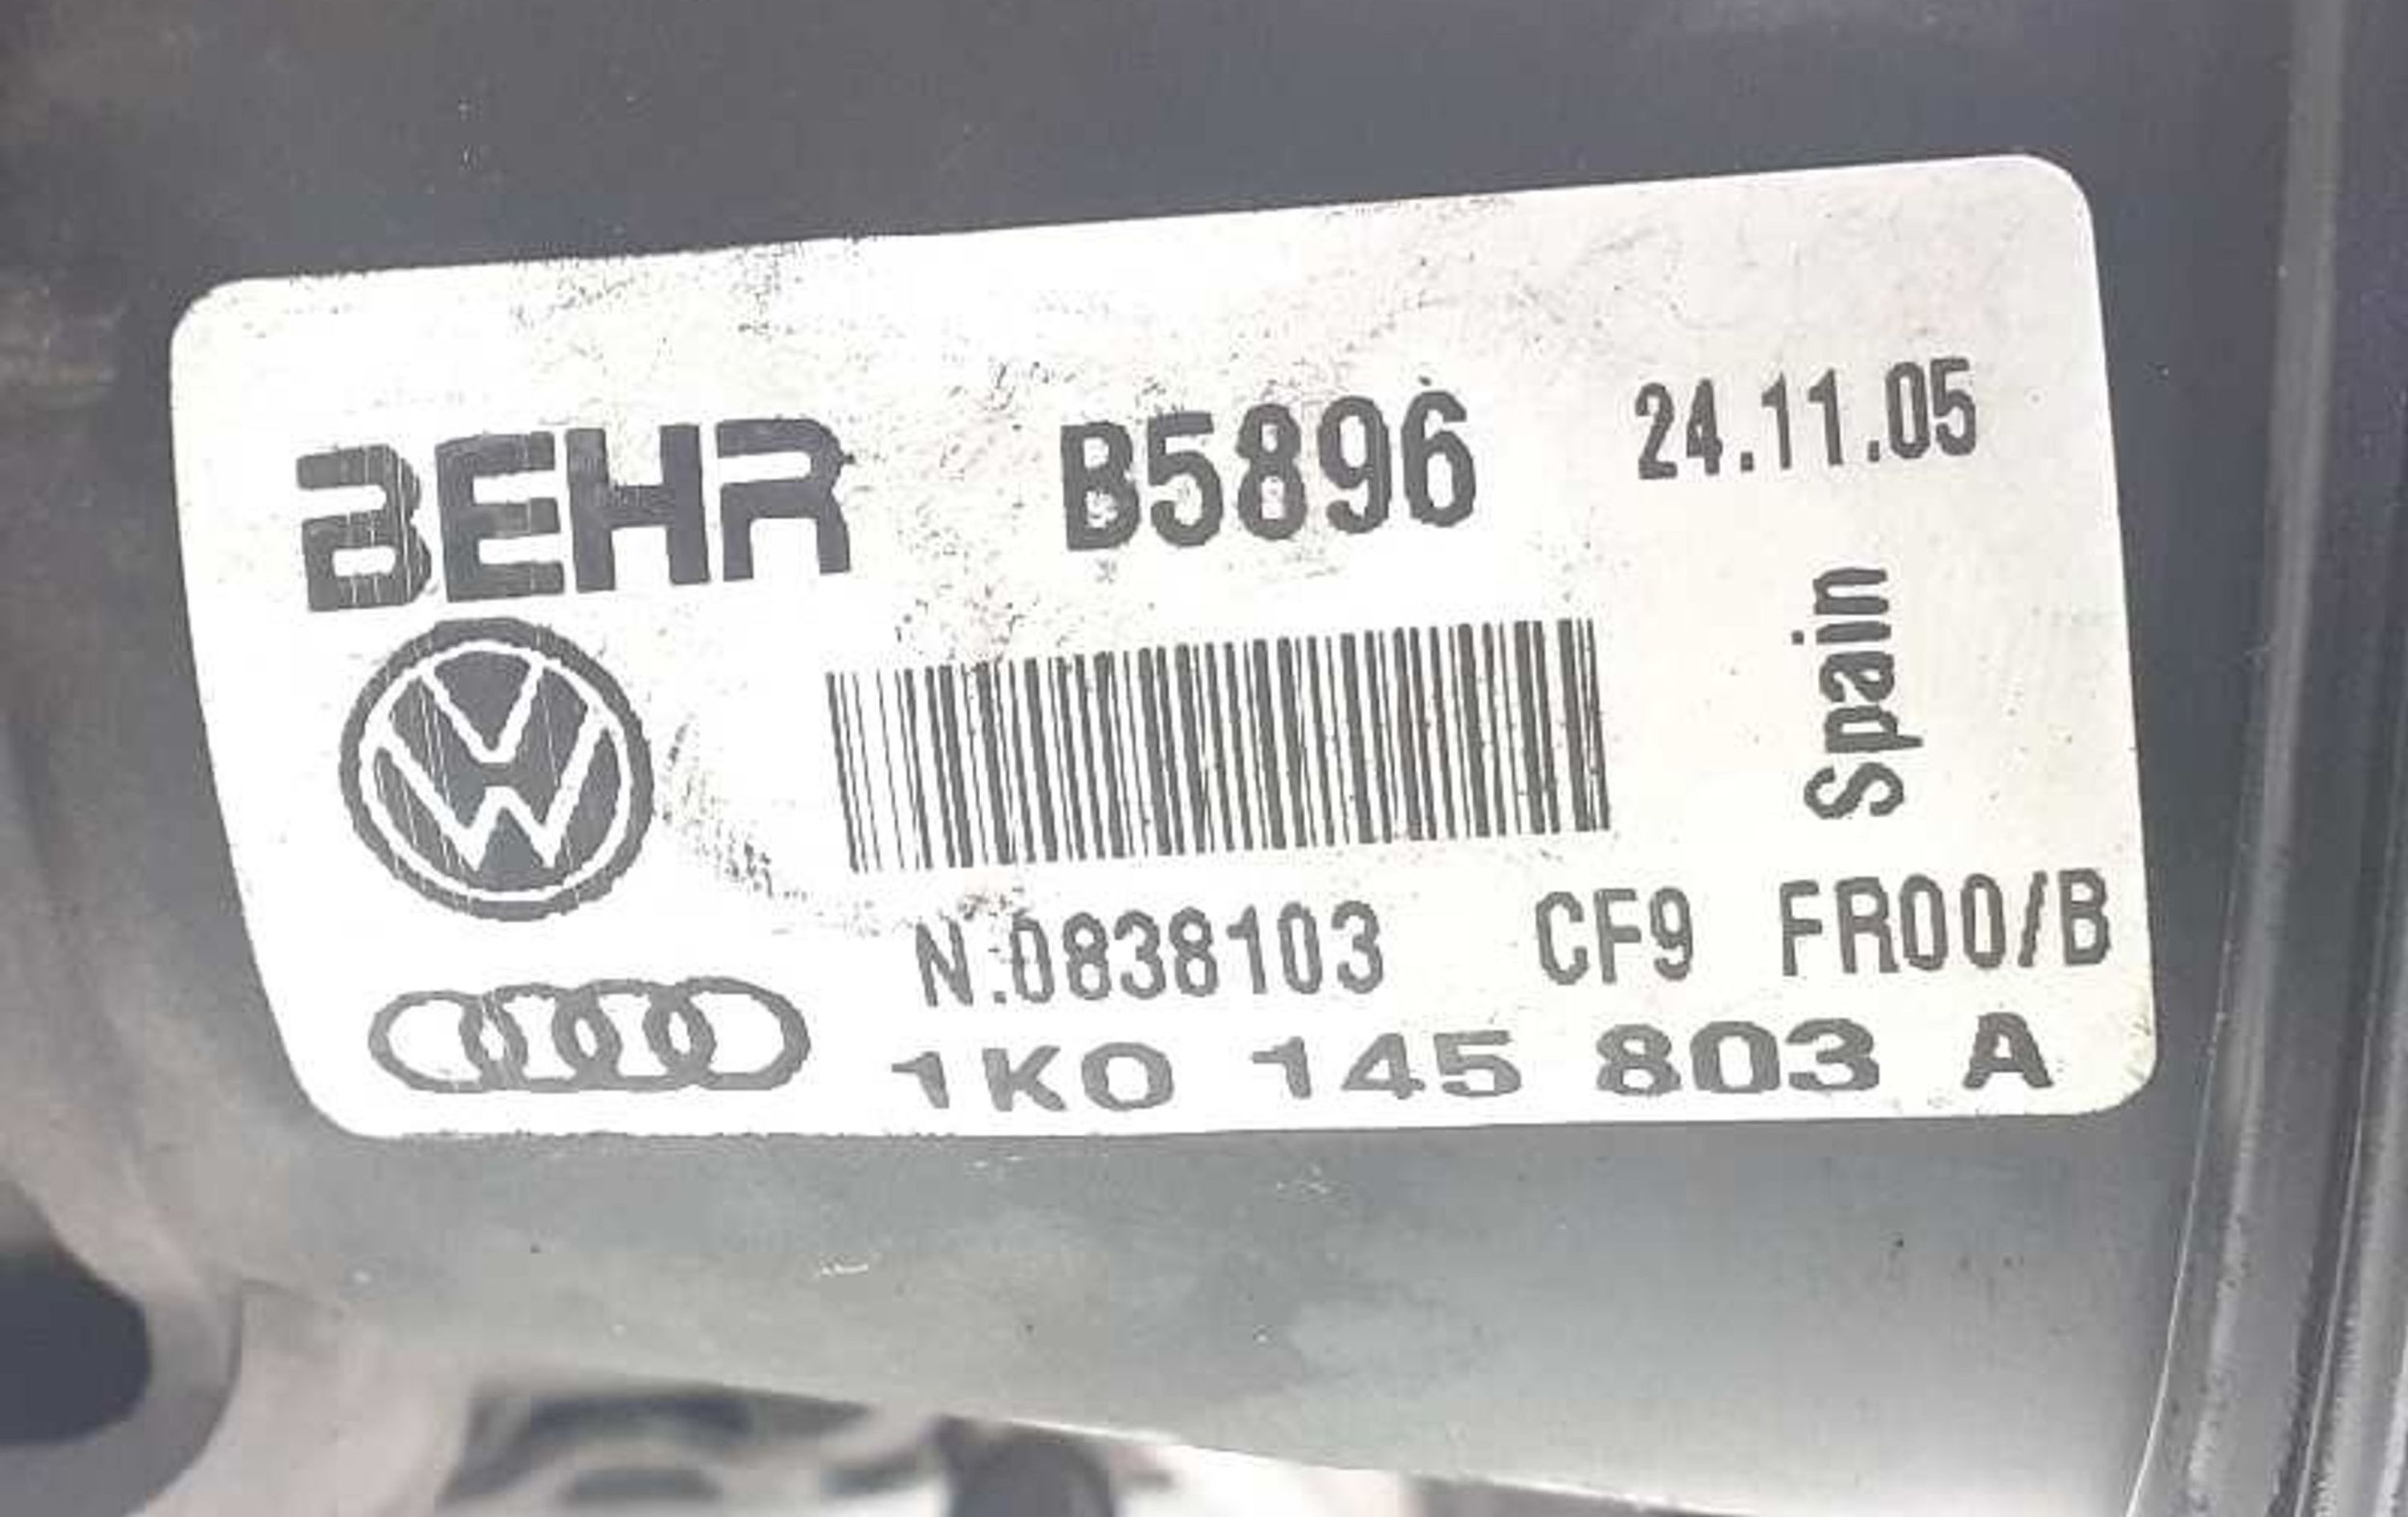 BEHR B5896 24.11.05
Spain
N.0838103 CF9 FR00/B
1K0 145 803 A